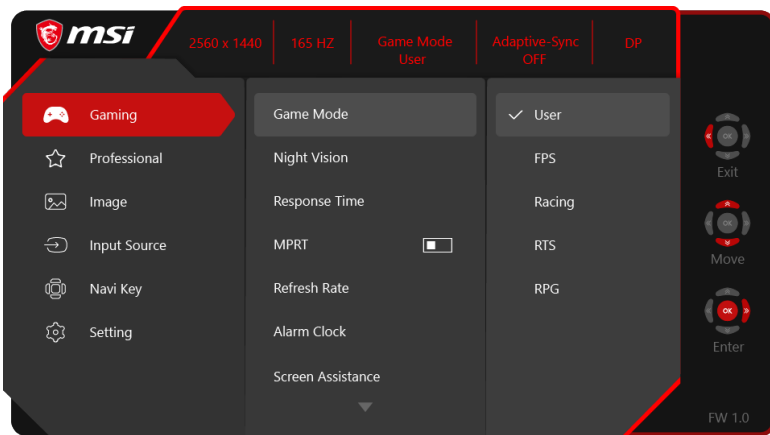 msi
2560 x 1440
165 HZ
Game Mode
User
Adaptive-Sync
OFF
DP
Gaming
Professional
Image
Input Source
Navi Key
Setting
Game Mode
Night Vision
Response Time
MPRT
Refresh Rate
Alarm Clock
Screen Assistance
User
FPS
Racing
RTS
RPG
OK
Exit
OK
Move
OK
Enter
FW 1.0